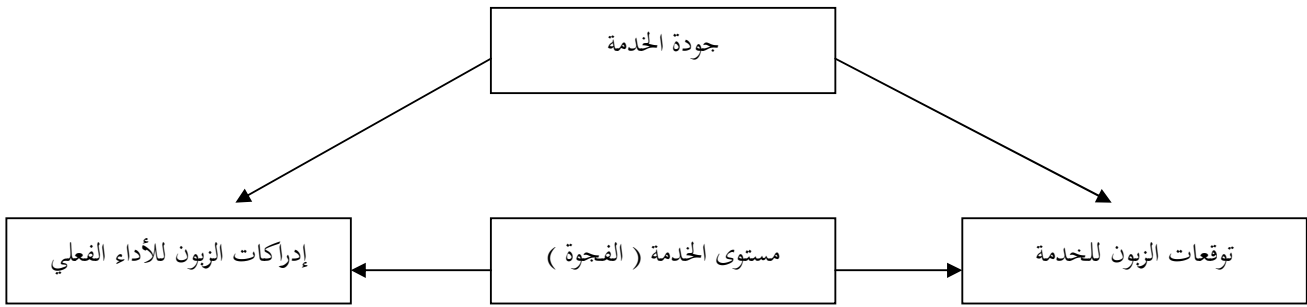 جودة الخدمة
توقعات الزبون للخدمة
مستوى الخدمة ( الفجوة )
إدراكات الزبون للأداء الفعلي